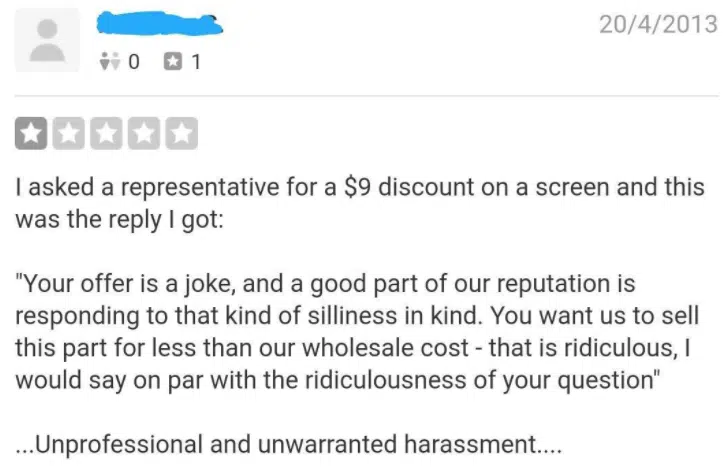 20/4/2013
0 1
I asked a representative for a $9 discount on a screen and this
was the reply I got:
"Your offer is a joke, and a good part of our reputation is
responding to that kind of silliness in kind. You want us to sell
this part for less than our wholesale cost - that is ridiculous, I
would say on par with the ridiculousness of your question"
...Unprofessional and unwarranted harassment....